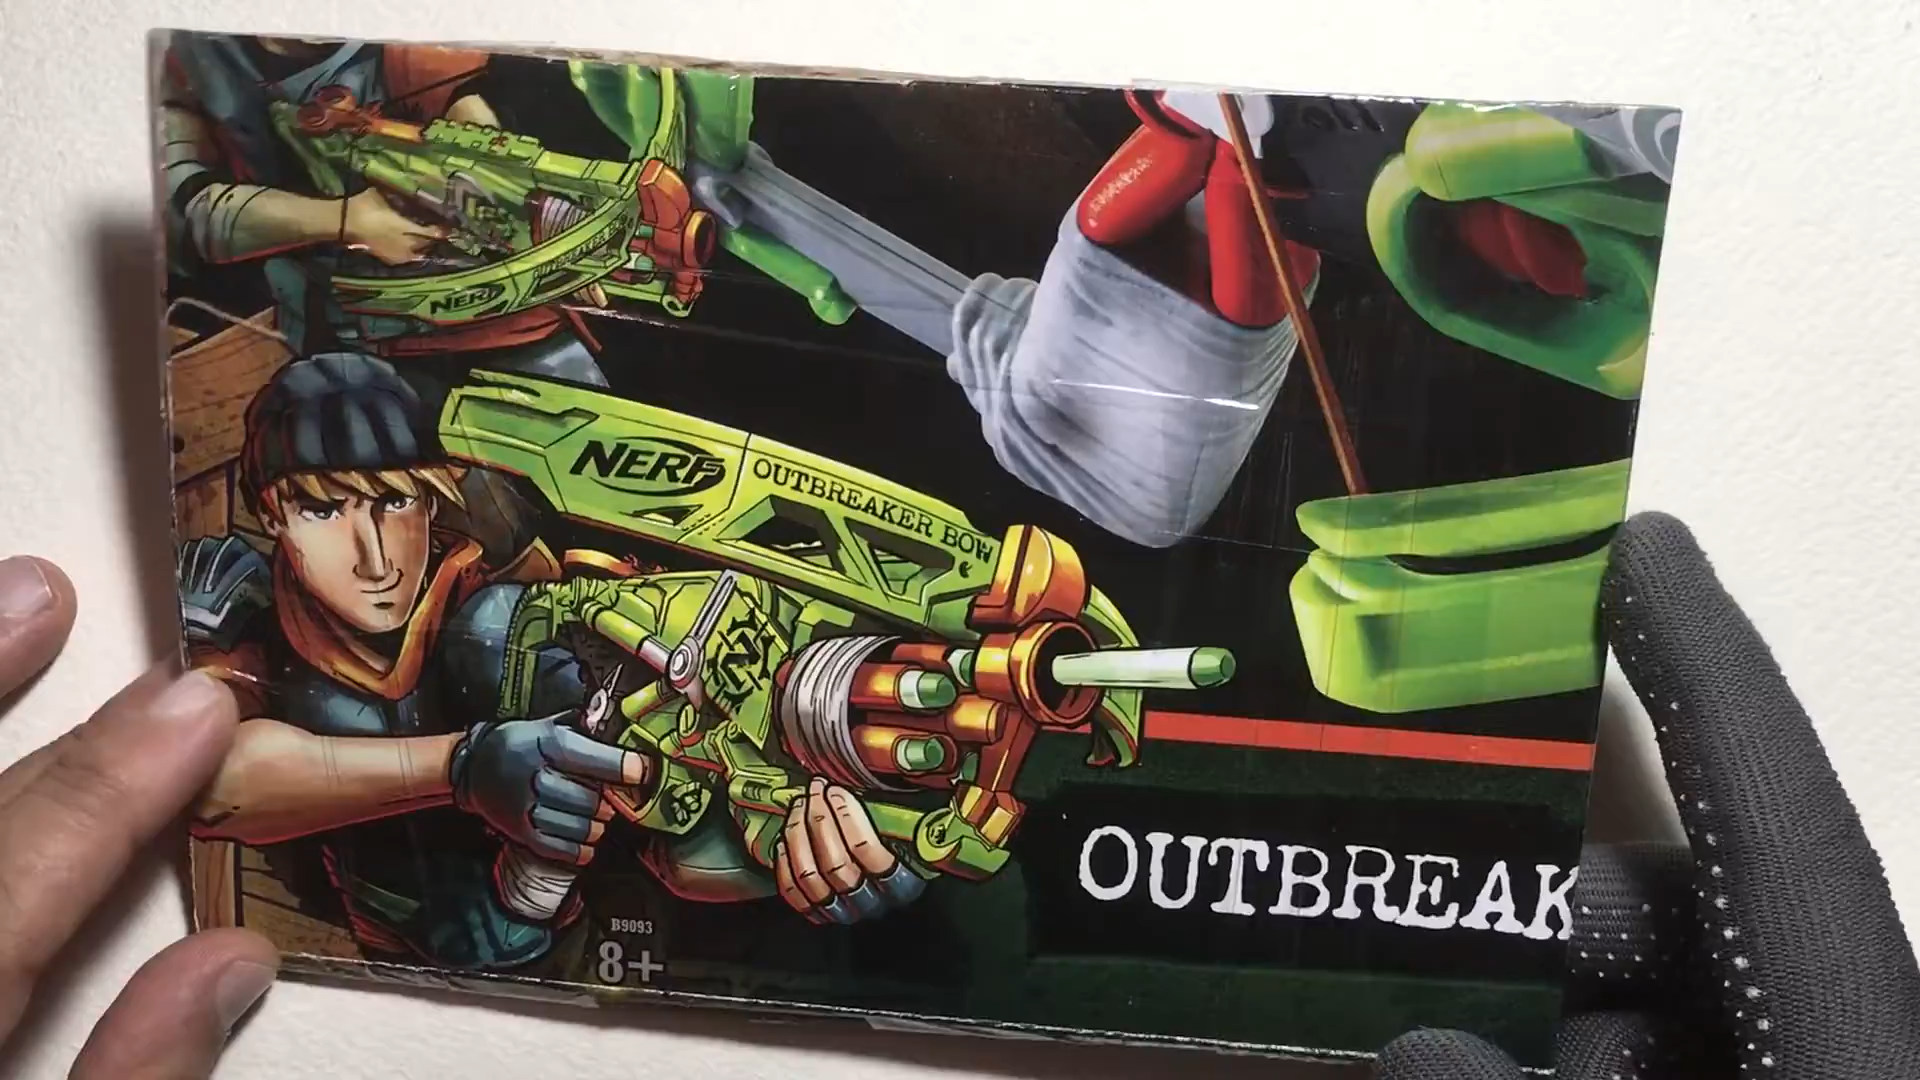 NERF
NERF
OUTBREAKER BOW
OUTBREAK
B9093
8+